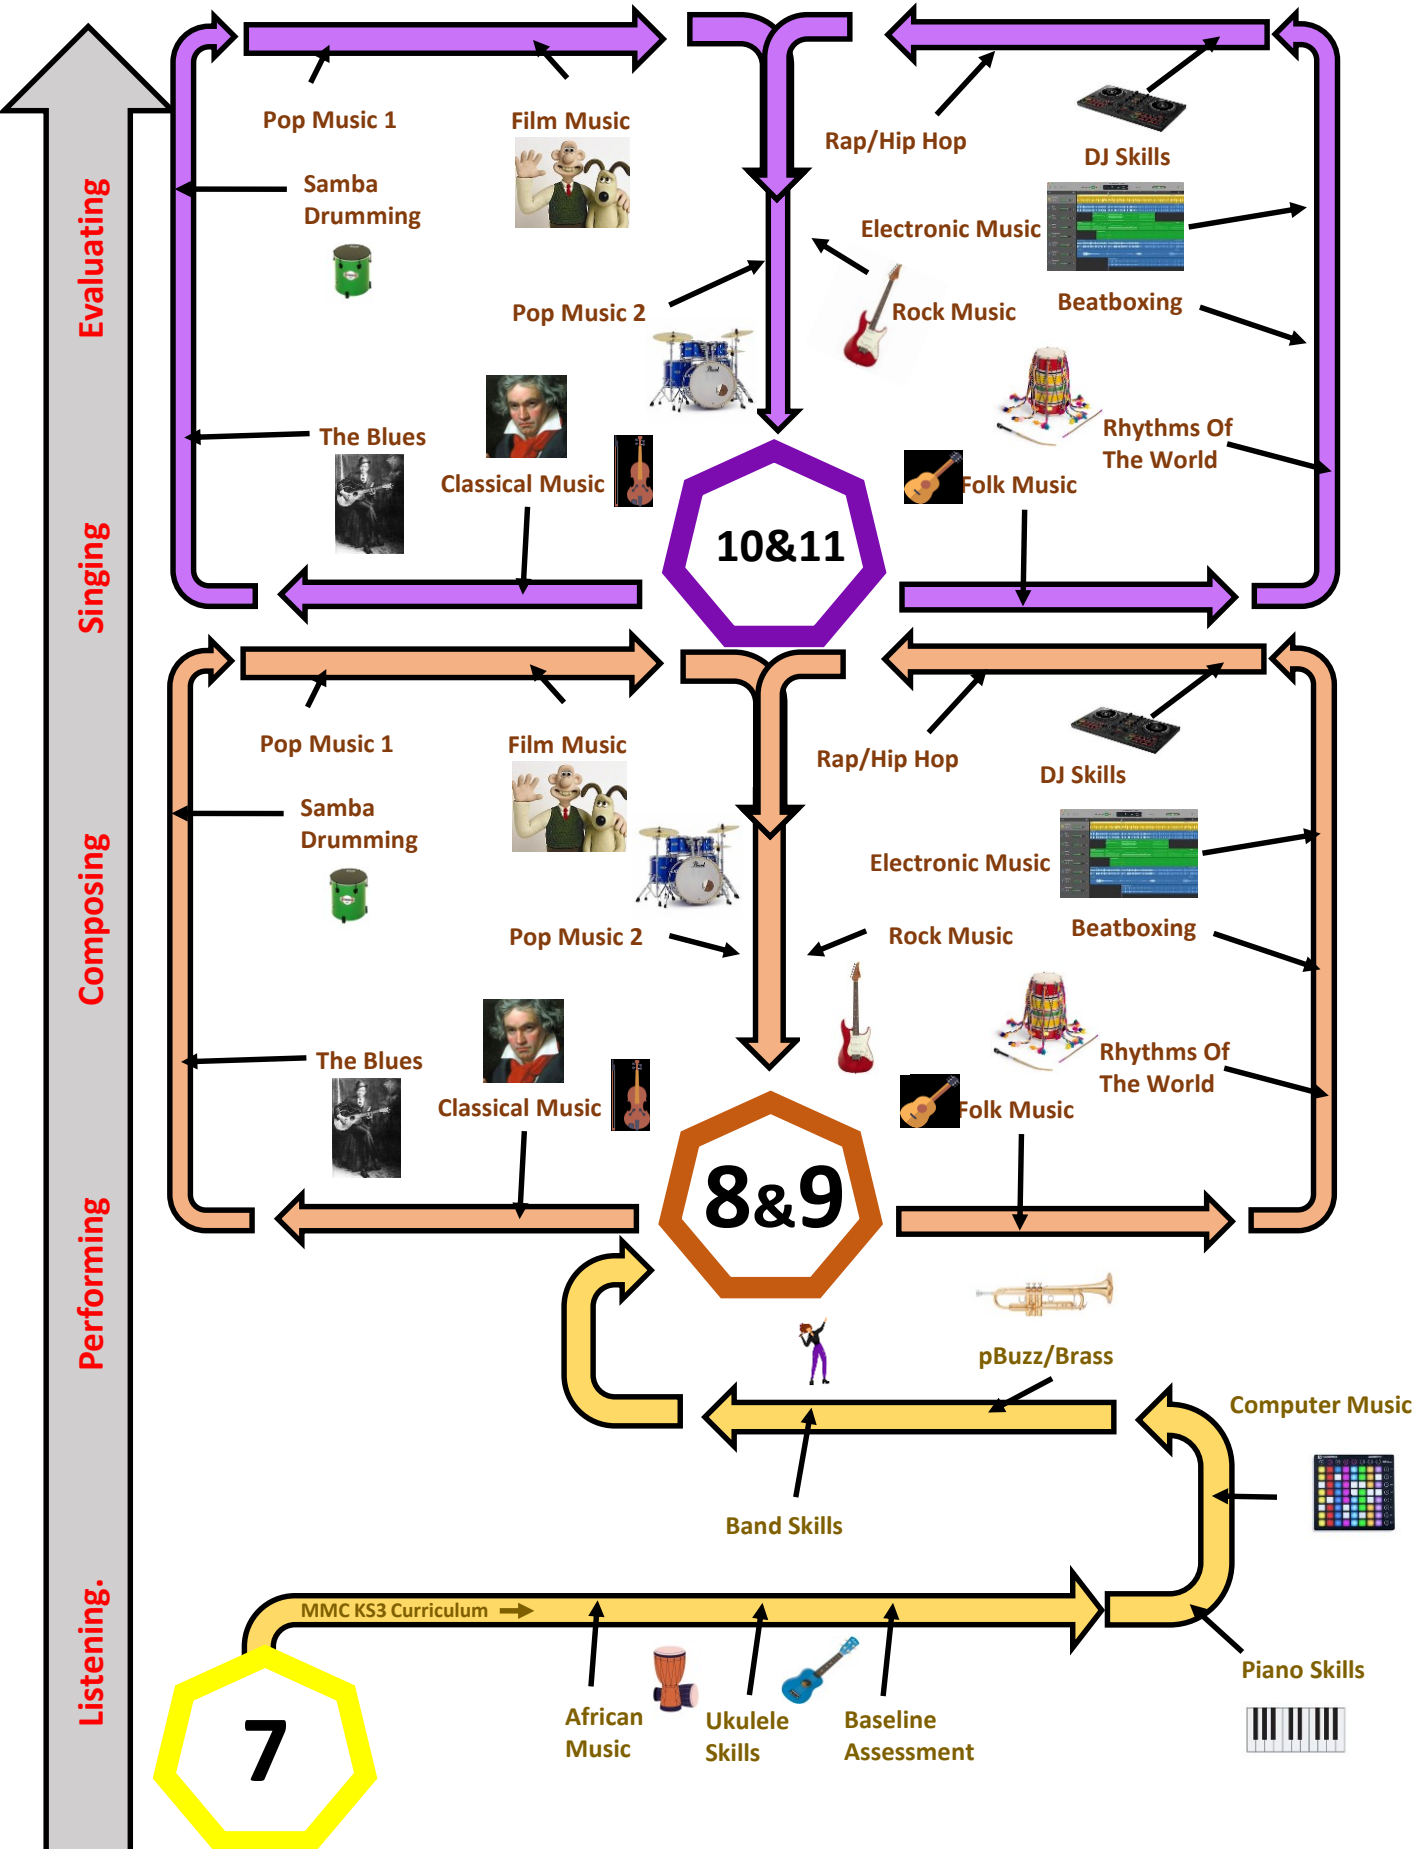 Pop Music 1
Film Music
Rap/Hip Hop
DJ Skills
Samba
Drumming
Electronic Music
Pop Music 2
Rock Music
Beatboxing
The Blues
Classical Music
Folk Music
Rhythms Of
The World
10&11
Pop Music 1
Film Music
Rap/Hip Hop
DJ Skills
Samba
Drumming
Electronic Music
Pop Music 2
Rock Music
Beatboxing
The Blues
Classical Music
Folk Music
Rhythms Of
The World
8&9
pBuzz/Brass
Computer Music
Band Skills
MMC KS3 Curriculum
Piano Skills
African
Music
Ukulele
Skills
Baseline
Assessment
7
Evaluating
Singing
Composing
Performing
Listening.